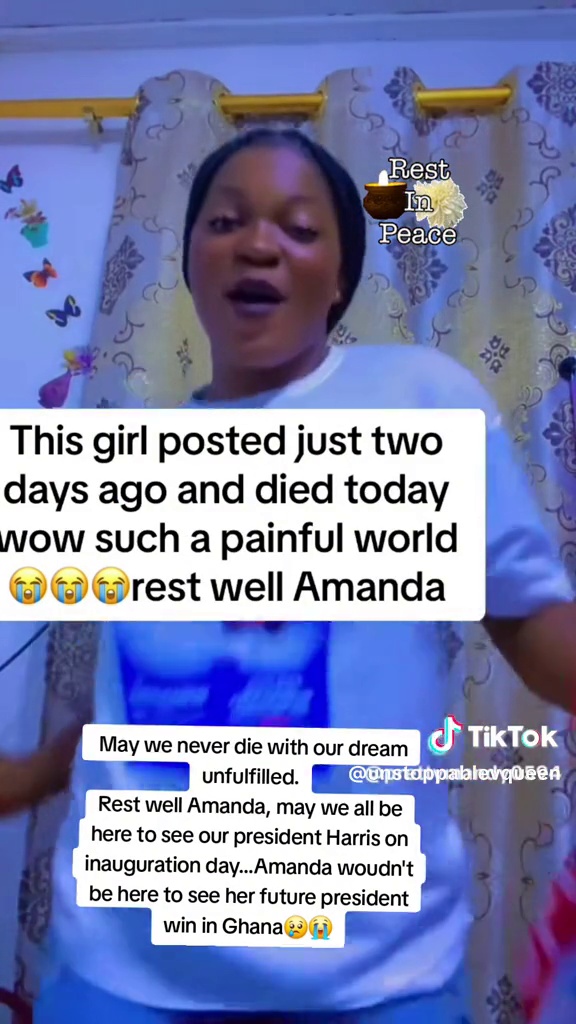 Rest
In
Peace
This girl posted just two
days ago and died today
wow such a painful world
😭😭😭rest well Amanda
May we never die with our dream
unfulfilled.
Rest well Amanda, may we all be
here to see our president Harris on
inauguration day...Amanda woudn't
be here to see her future president
win in Ghana😢😭
TikTok